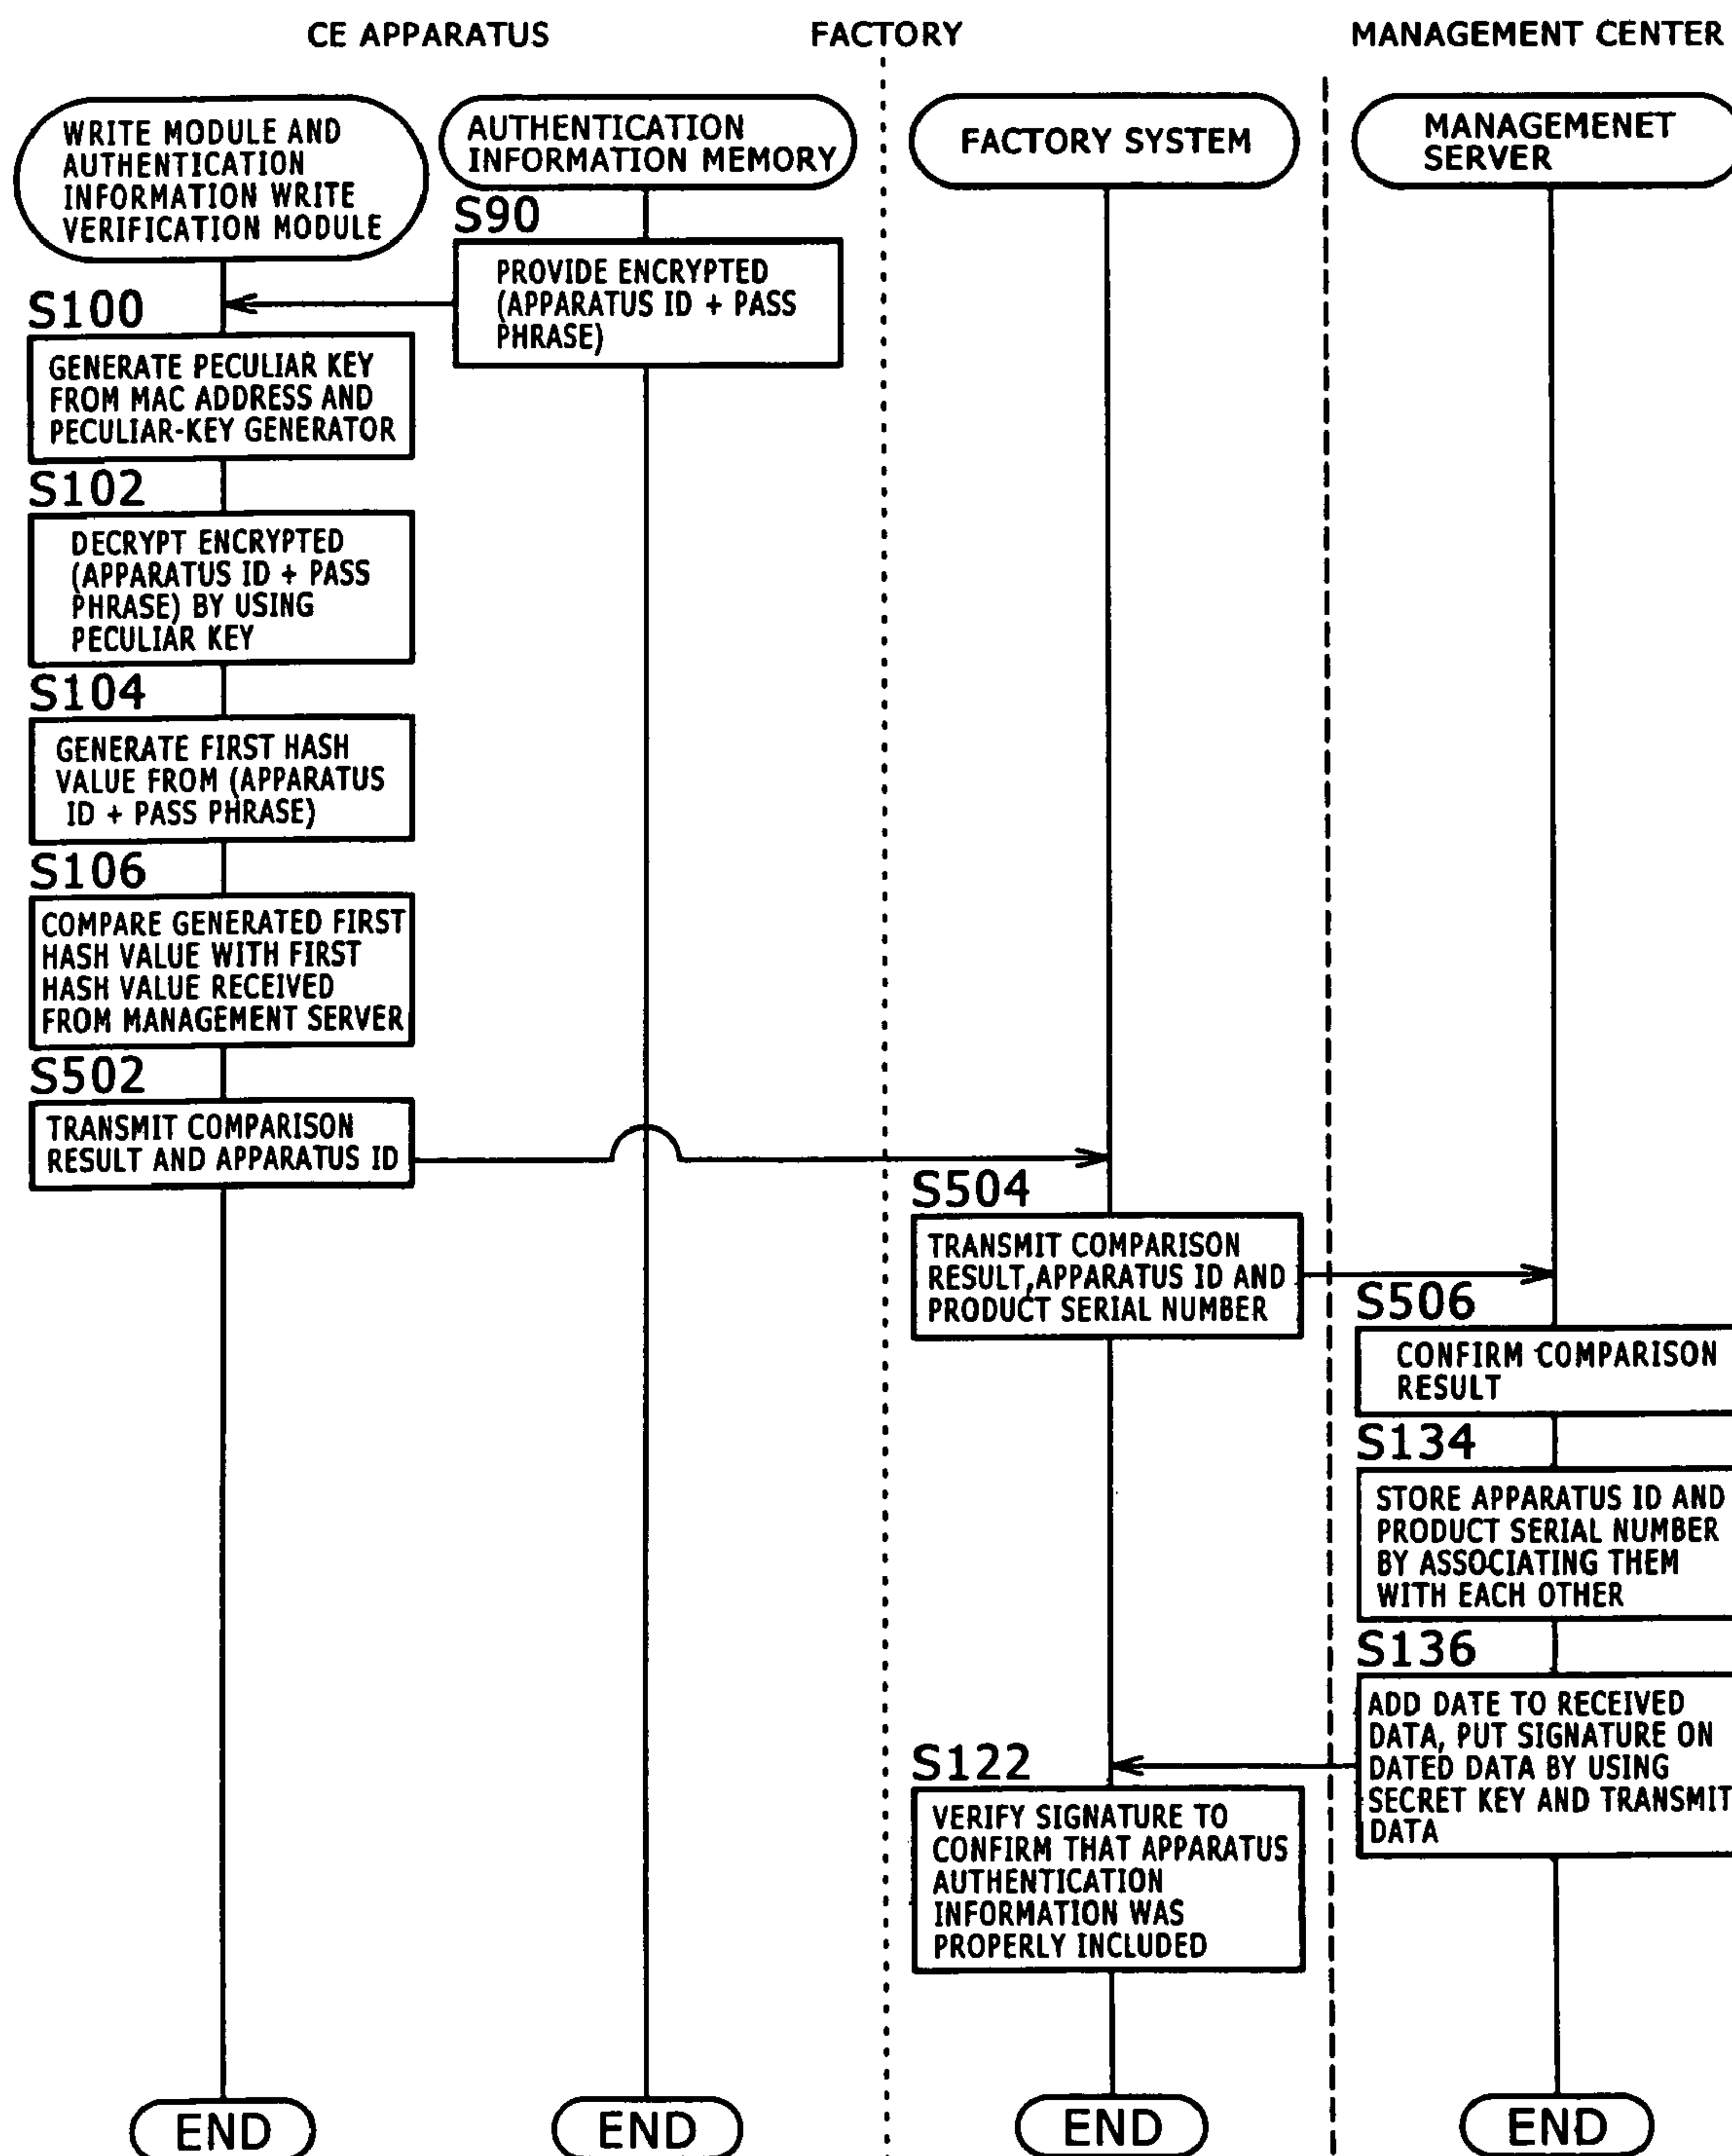 CE APPARATUS
FACTORY
MANAGEMENT CENTER
WRITE MODULE AND
AUTHENTICATION
INFORMATION WRITE
VERIFICATION MODULE
AUTHENTICATION
INFORMATION MEMORY
FACTORY SYSTEM
MANAGEMENET
SERVER
S90
PROVIDE ENCRYPTED
(APPARATUS ID + PASS
PHRASE)
S100
GENERATE PECULIAR KEY
FROM MAC ADDRESS AND
PECULIAR-KEY GENERATOR
S102
DECRYPT ENCRYPTED
(APPARATUS ID + PASS
PHRASE) BY USING
PECULIAR KEY
S104
GENERATE FIRST HASH
VALUE FROM (APPARATUS
ID + PASS PHRASE)
S106
COMPARE GENERATED FIRST
HASH VALUE WITH FIRST
HASH VALUE RECEIVED
FROM MANAGEMENT SERVER
S502
TRANSMIT COMPARISON
RESULT AND APPARATUS ID
S504
TRANSMIT COMPARISON
RESULT,APPARATUS ID AND
PRODUCT SERIAL NUMBER
S506
CONFIRM COMPARISON
RESULT
S134
STORE APPARATUS ID AND
PRODUCT SERIAL NUMBER
BY ASSOCIATING THEM
WITH EACH OTHER
S136
ADD DATE TO RECEIVED
DATA, PUT SIGNATURE ON
DATED DATA BY USING
SECRET KEY AND TRANSMIT
DATA
S122
VERIFY SIGNATURE TO
CONFIRM THAT APPARATUS
AUTHENTICATION
INFORMATION WAS
PROPERLY INCLUDED
END
END
END
END